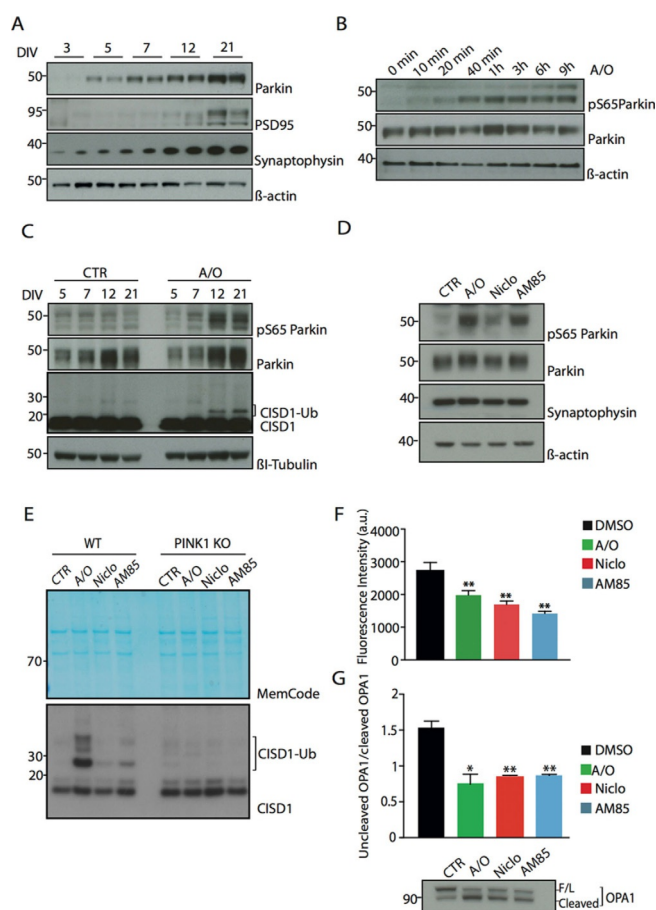 A
DIV 3 5 7 12 21
50 Parkin
95 PSD95
40 Synaptophysin
50 ß-actin
B
0 min 10 min 20 min 40 min 1h 3h 6h 9h A/O
50 pS65Parkin
50 Parkin
40 ß-actin
C
CTR A/O
DIV 5 7 12 21 5 7 12 21
50 pS65 Parkin
50 Parkin
30
20 CISD1-Ub
CISD1
50 ßI-Tubulin
D
CTR A/O Niclo AM85
50 pS65 Parkin
50 Parkin
40 Synaptophysin
40 ß-actin
E
WT PINK1 KO
CTR A/O Niclo AM85 CTR A/O Niclo AM85
70
MemCode
CISD1-Ub
30
20
CISD1
F
Fluorescence Intensity (a.u.)
4000
3000
2000
1000
0
** ** **
DMSO
A/O
Niclo
AM85
G
Uncleaved OPA1/cleaved OPA1
2
1.5
1
0.5
0
* ** **
DMSO
A/O
Niclo
AM85
CTR A/O Niclo AM85
F/L
90 Cleaved OPA1